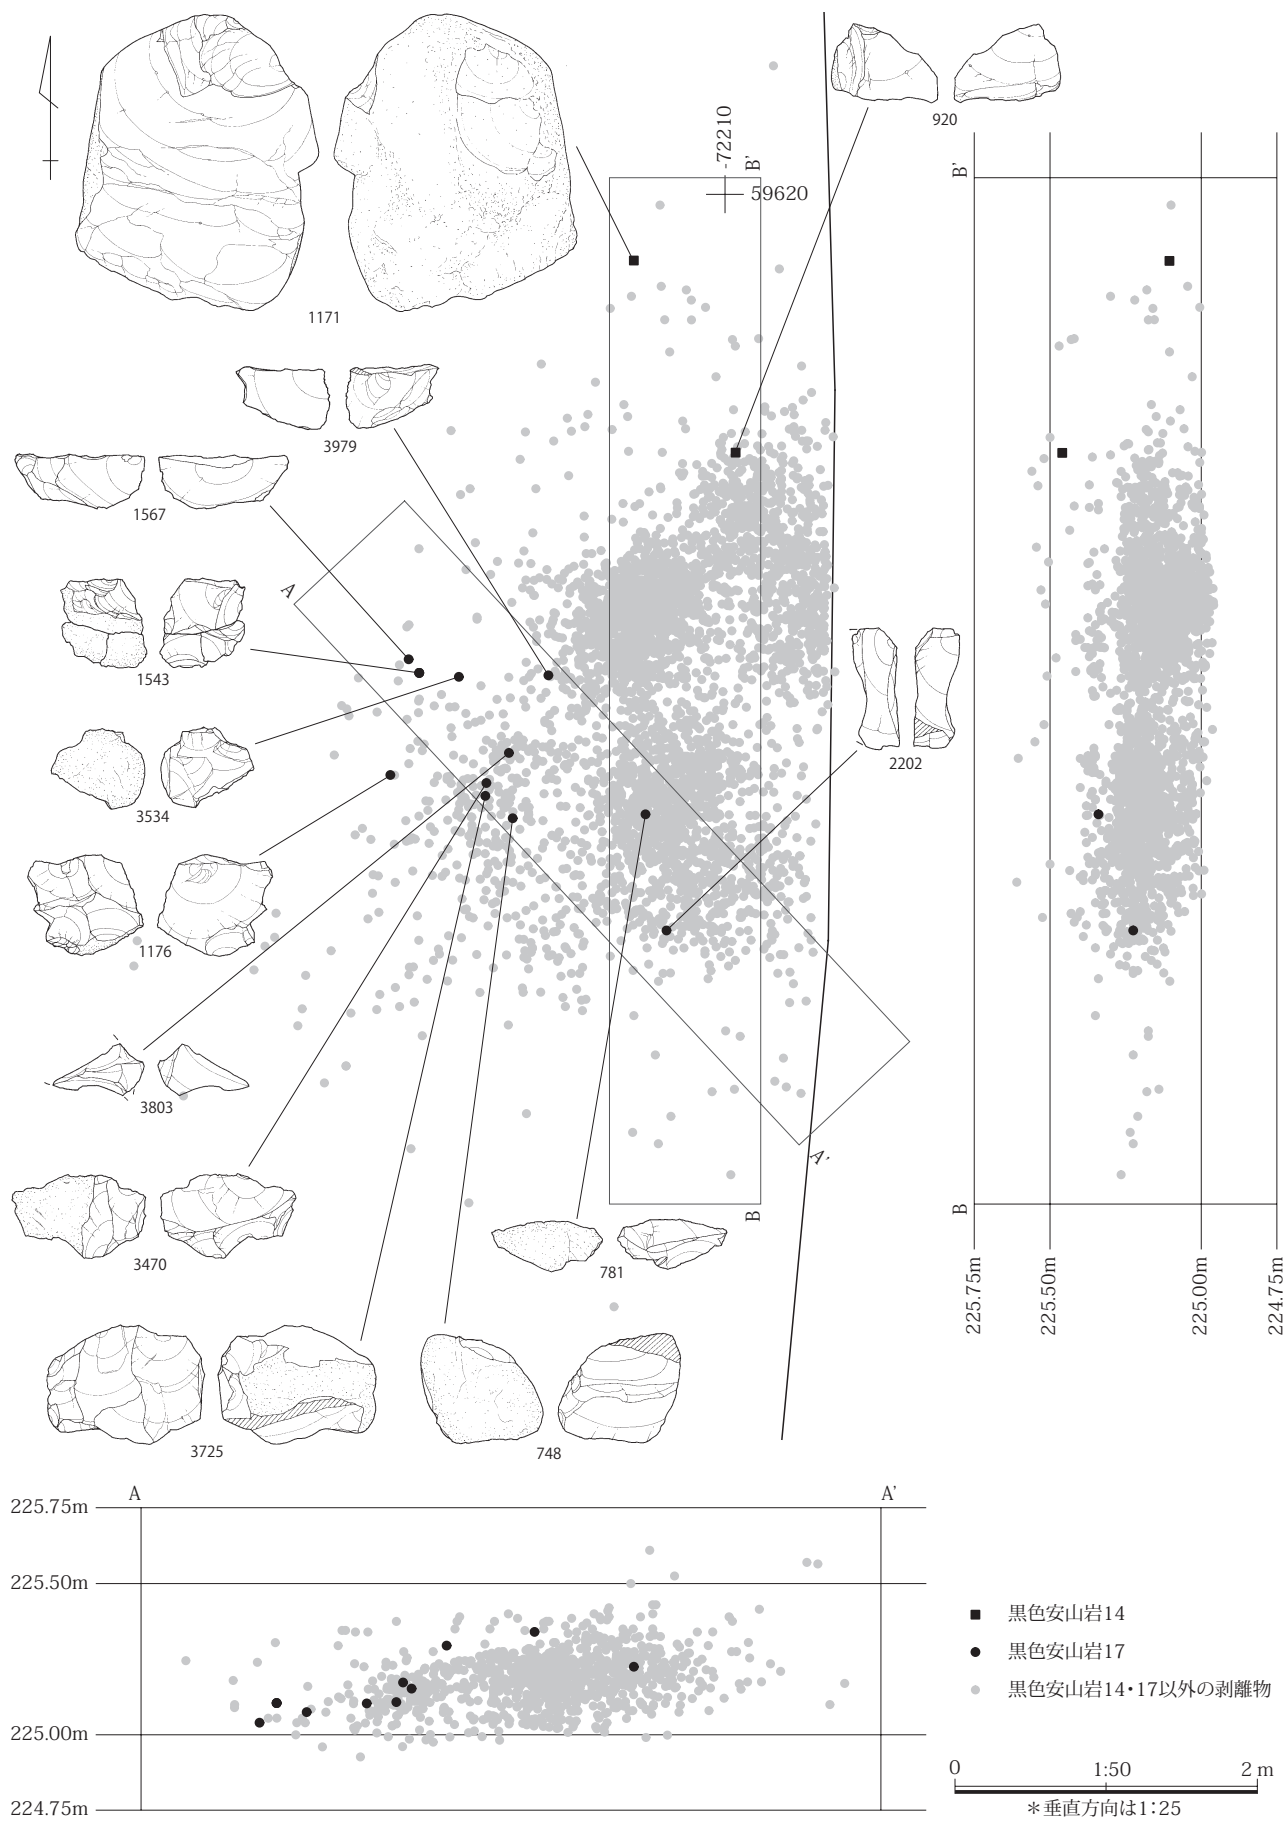 1171
920
-72210
B'
59620
B'
3979
1567
A
1543
2202
3534
1176
3803
A'
B
B
3470
781
225.75m
225.50m
225.00m
224.75m
3725
748
A
A'
225.75m
225.50m
225.00m
224.75m
黒色安山岩14
黒色安山岩17
黒色安山岩14・17以外の剥離物
0 1:50 2 m
＊垂直方向は1:25